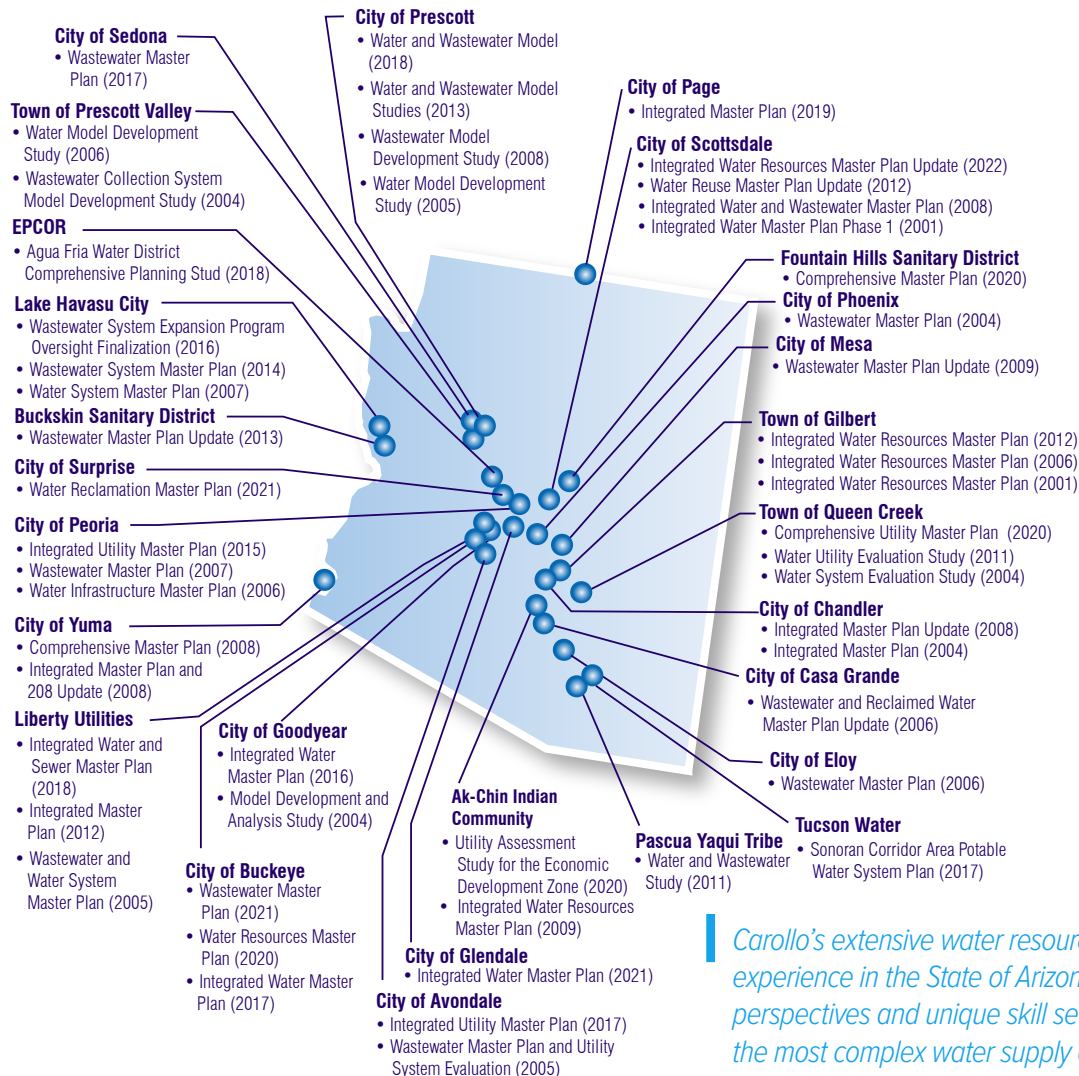 City of Sedona
• Wastewater Master
Plan (2017)
Town of Prescott Valley
• Water Model Development
Study (2006)
• Wastewater Collection System
Model Development Study (2004)
EPCOR
• Agua Fria Water District
Comprehensive Planning Stud (2018)
Lake Havasu City
• Wastewater System Expansion Program
Oversight Finalization (2016)
• Wastewater System Master Plan (2014)
• Water System Master Plan (2007)
Buckskin Sanitary District
• Wastewater Master Plan Update (2013)
City of Surprise
• Water Reclamation Master Plan (2021)
City of Peoria
• Integrated Utility Master Plan (2015)
• Wastewater Master Plan (2007)
• Water Infrastructure Master Plan (2006)
City of Yuma
• Comprehensive Master Plan (2008)
• Integrated Master Plan and
208 Update (2008)
Liberty Utilities
• Integrated Water and
Sewer Master Plan
(2018)
• Integrated Master
Plan (2012)
• Wastewater and
Water System
Master Plan (2005)
City of Prescott
• Water and Wastewater Model
(2018)
• Water and Wastewater Model
Studies (2013)
• Wastewater Model
Development Study (2008)
• Water Model Development
Study (2005)
City of Goodyear
• Integrated Water
Master Plan (2016)
• Model Development and
Analysis Study (2004)
City of Buckeye
• Wastewater Master
Plan (2021)
• Water Resources Master
Plan (2020)
• Integrated Water Master
Plan (2017)
Ak-Chin Indian
Community
• Utility Assessment
Study for the Economic
Development Zone (2020)
• Integrated Water Resources
Master Plan (2009)
City of Glendale
• Integrated Water Master Plan (2021)
City of Avondale
• Integrated Utility Master Plan (2017)
• Wastewater Master Plan and Utility
System Evaluation (2005)
City of Page
• Integrated Master Plan (2019)
City of Scottsdale
• Integrated Water Resources Master Plan Update (2022)
• Water Reuse Master Plan Update (2012)
• Integrated Water and Wastewater Master Plan (2008)
• Integrated Water Master Plan Phase 1 (2001)
Fountain Hills Sanitary District
• Comprehensive Master Plan (2020)
City of Phoenix
• Wastewater Master Plan (2004)
City of Mesa
• Wastewater Master Plan Update (2009)
Town of Gilbert
• Integrated Water Resources Master Plan (2012)
• Integrated Water Resources Master Plan (2006)
• Integrated Water Resources Master Plan (2001)
Town of Queen Creek
• Comprehensive Utility Master Plan (2020)
• Water Utility Evaluation Study (2011)
• Water System Evaluation Study (2004)
City of Chandler
• Integrated Master Plan Update (2008)
• Integrated Master Plan (2004)
City of Casa Grande
• Wastewater and Reclaimed Water
Master Plan Update (2006)
City of Eloy
• Wastewater Master Plan (2006)
Tucson Water
• Sonoran Corridor Area Potable
Water System Plan (2017)
Pascua Yaqui Tribe
• Water and Wastewater
Study (2011)
Carollo's extensive water
experience in the State of
perspectives and unique skill
the most complex water supply